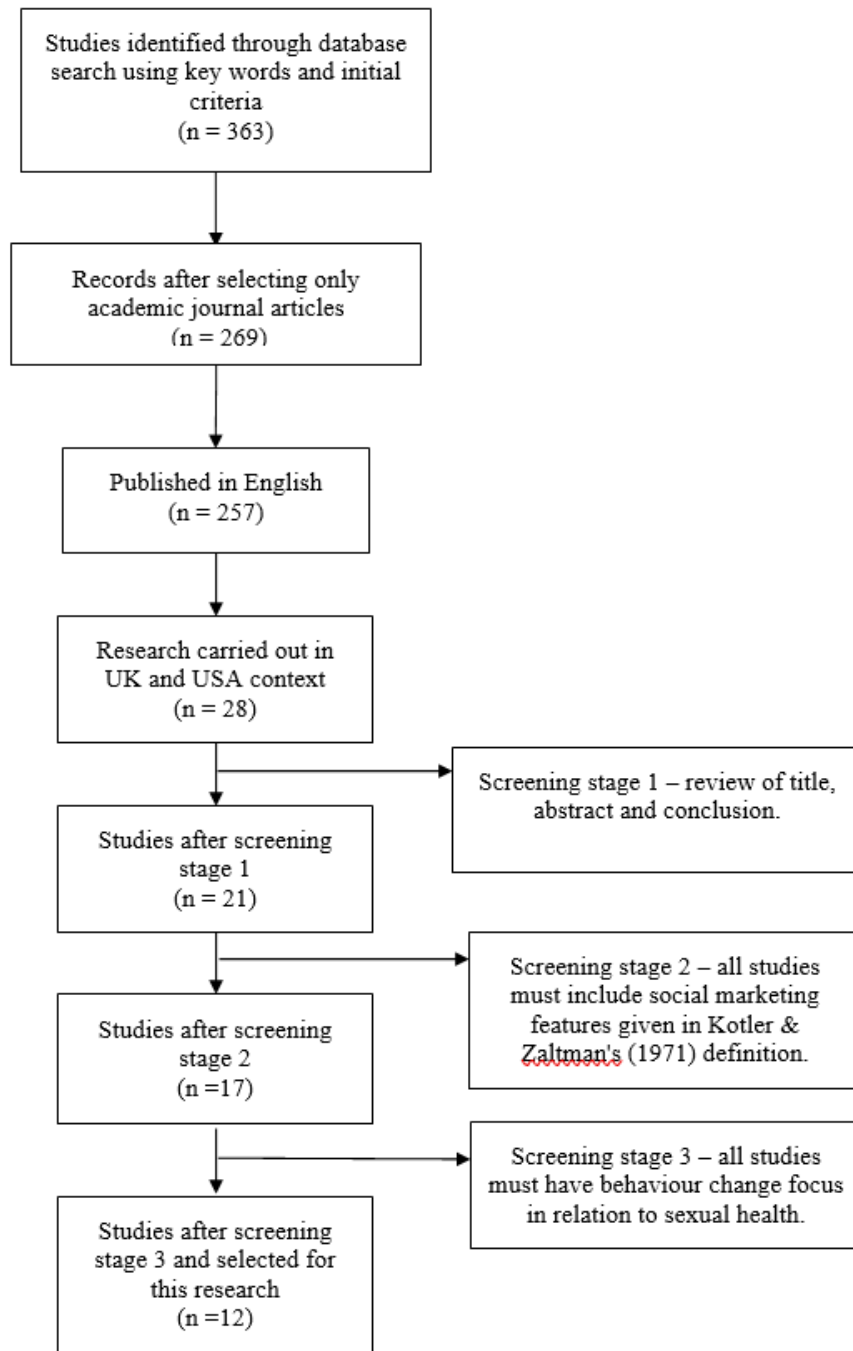 Studies identified through database
search using key words and initial
criteria
(n = 363)
Records after selecting only
academic journal articles
(n = 269)
Published in English
(n = 257)
Research carried out in
UK and USA context
(n = 28)
Screening stage 1 – review of title,
abstract and conclusion.
Studies after screening
stage 1
(n = 21)
Screening stage 2 – all studies
must include social marketing
features given in Kotler &
Zaltman's (1971) definition.
Studies after screening
stage 2
(n =17)
Screening stage 3 – all studies
must have behaviour change focus
in relation to sexual health.
Studies after screening
stage 3 and selected for
this research
(n =12)